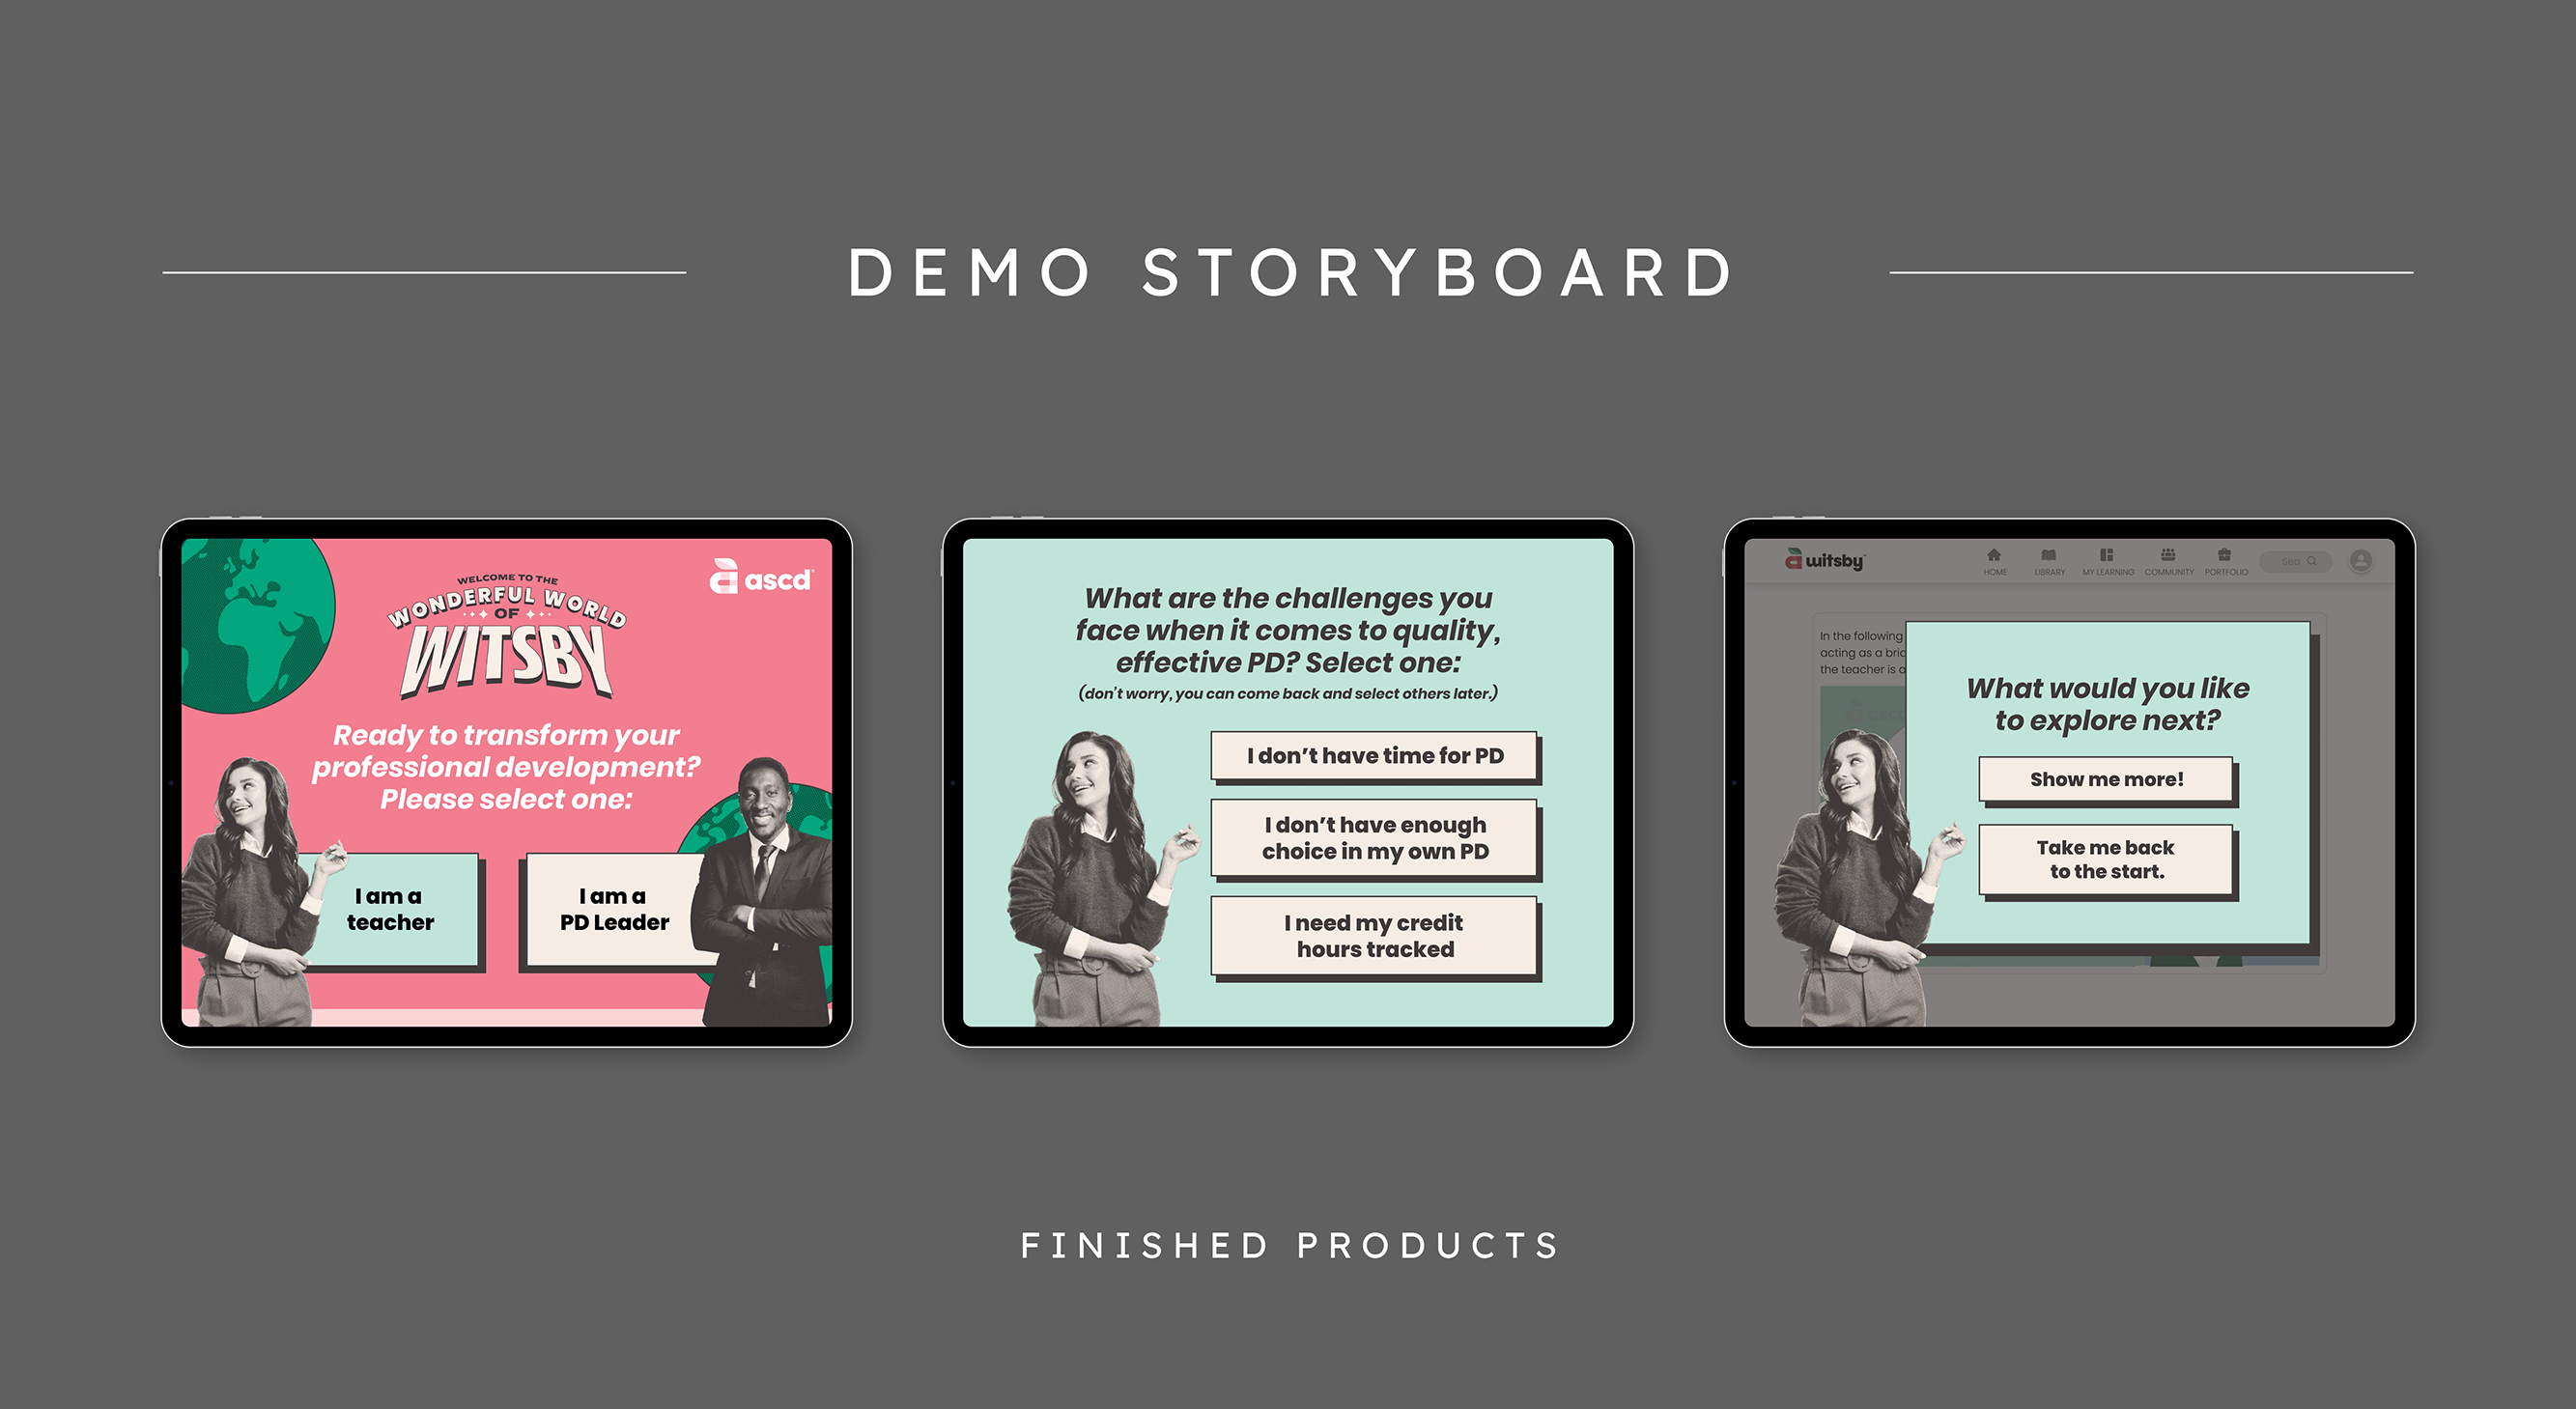 DEMO STORYBOARD
WELCOME TO THE
WONDERFUL WORLD
OF
WITSBY
ascd
Ready to transform your
professional development?
Please select one:
I am a
teacher
I am a
PD Leader
What are the challenges you
face when it comes to quality,
effective PD? Select one:
(don't worry, you can come back and select others later.)
I don't have time for PD
I don't have enough
choice in my own PD
I need my credit
hours tracked
witsby
HOME
LIBRARY
MY LEARNING
COMMUNITY
PORTFOLIO
Sea
In the following
acting as a bric
the teacher is a
What would you like
to explore next?
Show me more!
Take me back
to the start.
FINISHED PRODUCTS